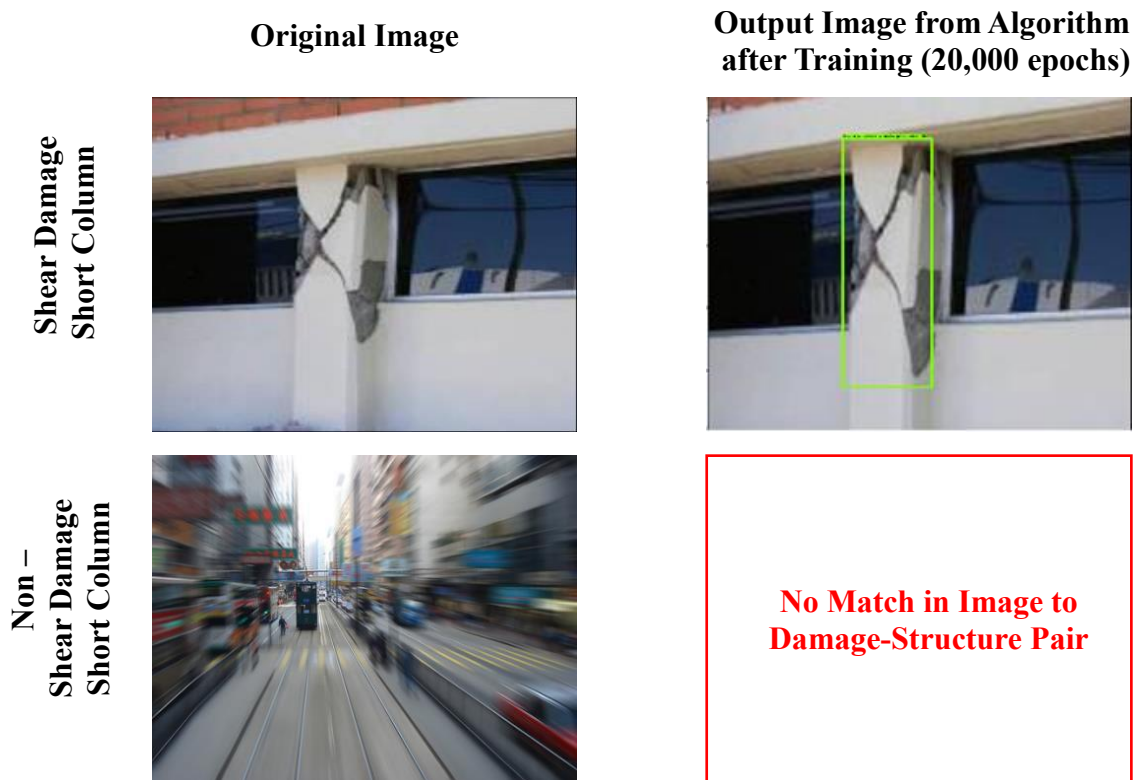 Original Image
Output Image from Algorithm
after Training (20,000 epochs)
Shear Damage
Short Column
Non –
Shear Damage
Short Column
No Match in Image to
Damage-Structure Pair